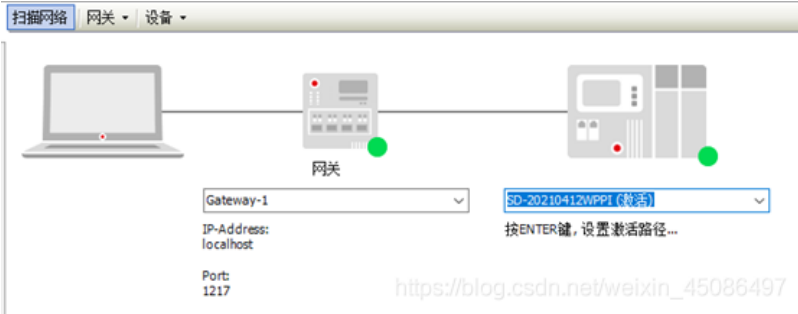 扫描网络 网关 设备
网关
Gateway-1
SD-20210412WPPI (激活)
IP-Address:
localhost
按ENTER键, 设置激活路径...
Port:
1217
https://blog.csdn.net/weixin_45086497